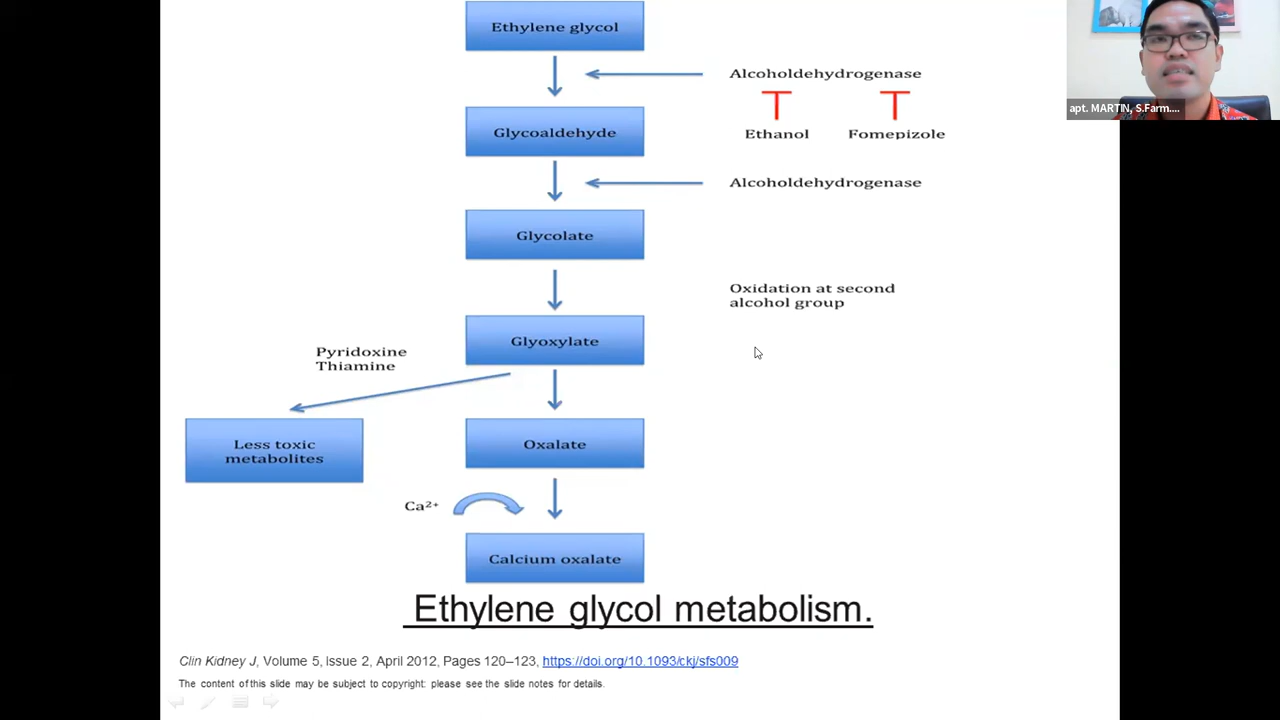 Ethylene glycol
Alcoholdehydrogenase
Ethanol
Fomepizole
Glycoaldehyde
Alcoholdehydrogenase
Glycolate
Oxidation at second
alcohol group
Glyoxylate
Pyridoxine
Thiamine
Less toxic
metabolites
Oxalate
Ca²⁺
Calcium oxalate
Ethylene glycol metabolism.
Clin Kidney J, Volume 5, Issue 2, April 2012, Pages 120–123, https://doi.org/10.1093/ckj/sfs009
The content of this slide may be subject to copyright: please see the slide notes for details.
apt. MARTIN, S.Farm....